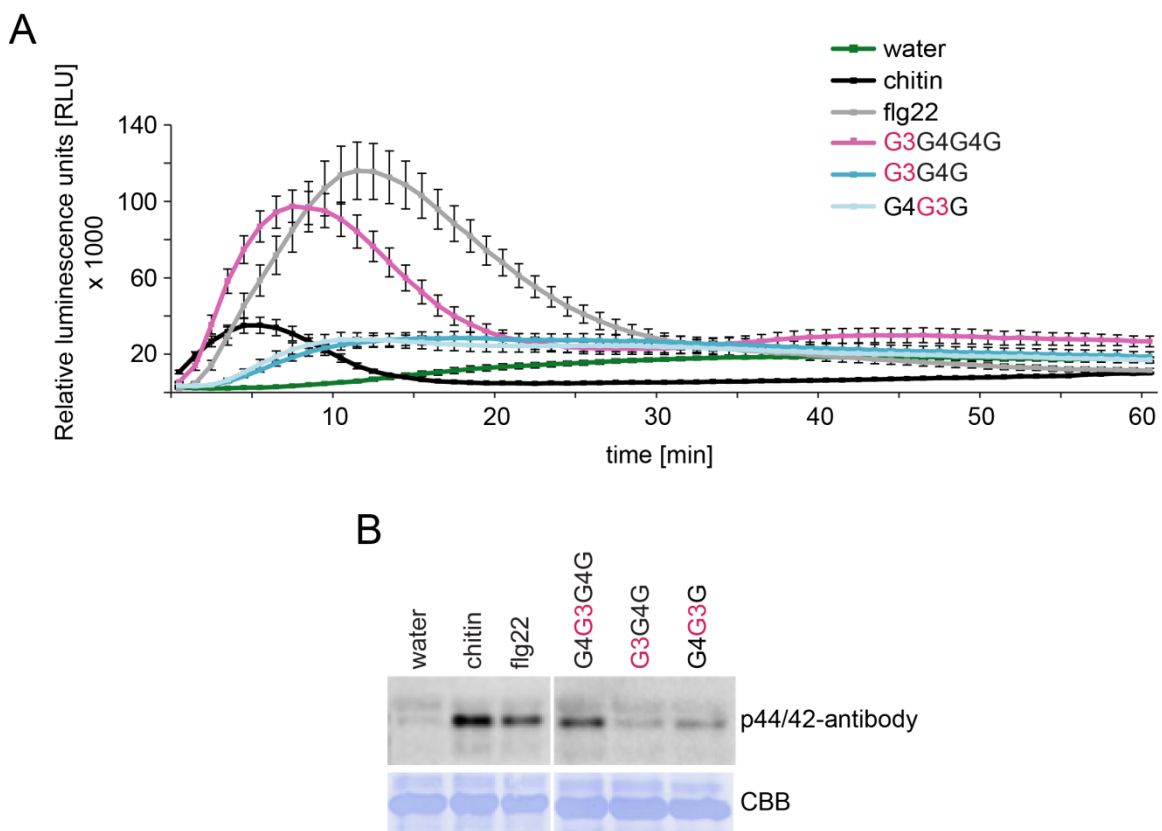 A
Relative luminescence units [RLU]
x 1000
140
100
60
20
10
20
30
40
50
60
time [min]
water
chitin
flg22
G3G4G4G
G3G4G
G4G3G
B
water
chitin
flg22
G4G3G4G
G3G4G
G4G3G
p44/42-antibody
CBB